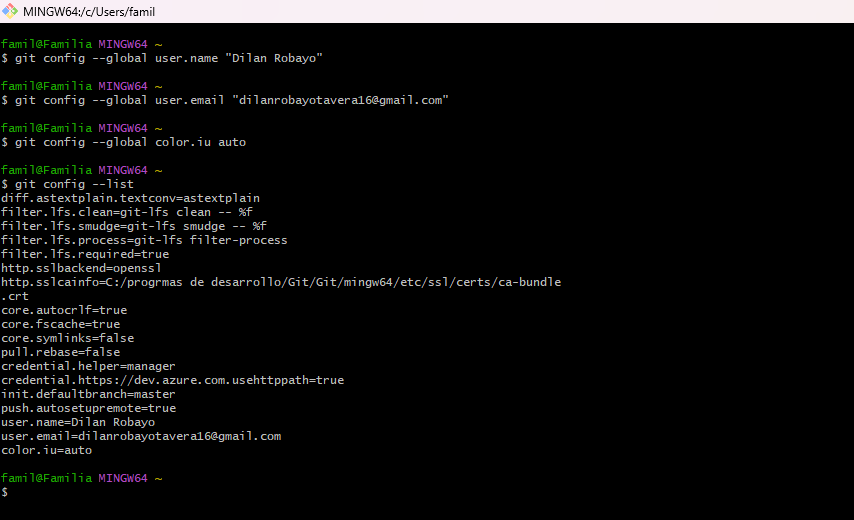 MINGW64:/c/Users/famil
famil@Familia MINGW64 ~
$ git config --global user.name "Dilan Robayo"
famil@Familia MINGW64 ~
$ git config --global user.email "dilanrobayotavera16@gmail.com"
famil@Familia MINGW64 ~
$ git config --global color.iu auto
famil@Familia MINGW64 ~
$ git config --list
diff.astextplain.textconv=astextplain
filter.lfs.clean=git-lfs clean -- %f
filter.lfs.smudge=git-lfs smudge -- %f
filter.lfs.process=git-lfs filter-process
filter.lfs.required=true
http.sslbackend=openssl
http.sslcainfo=C:/progrmas de desarrollo/Git/Git/mingw64/etc/ssl/certs/ca-bundle
.crt
core.autocrlf=true
core.fscache=true
core.symlinks=false
pull.rebase=false
credential.helper=manager
credential.https://dev.azure.com.usehttppath=true
init.defaultbranch=master
push.autosetupremote=true
user.name=Dilan Robayo
user.email=dilanrobayotavera16@gmail.com
color.iu=auto
famil@Familia MINGW64 ~
$